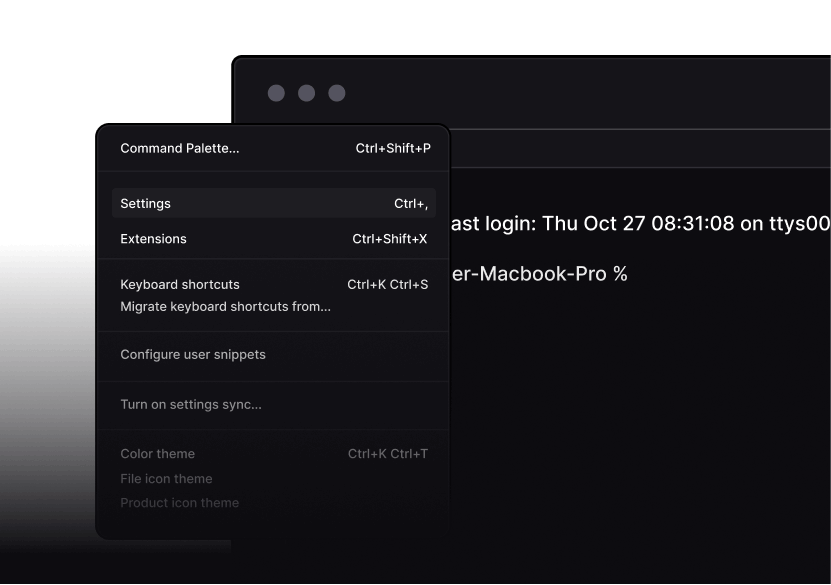 Command Palette... Ctrl+Shift+P
Settings Ctrl+,
Extensions Ctrl+Shift+X
Keyboard shortcuts Ctrl+K Ctrl+S
Migrate keyboard shortcuts from...
Configure user snippets
Turn on settings sync...
Color theme Ctrl+K Ctrl+T
File icon theme
Product icon theme
ast login: Thu Oct 27 08:31:08 on ttys00
er-Macbook-Pro %